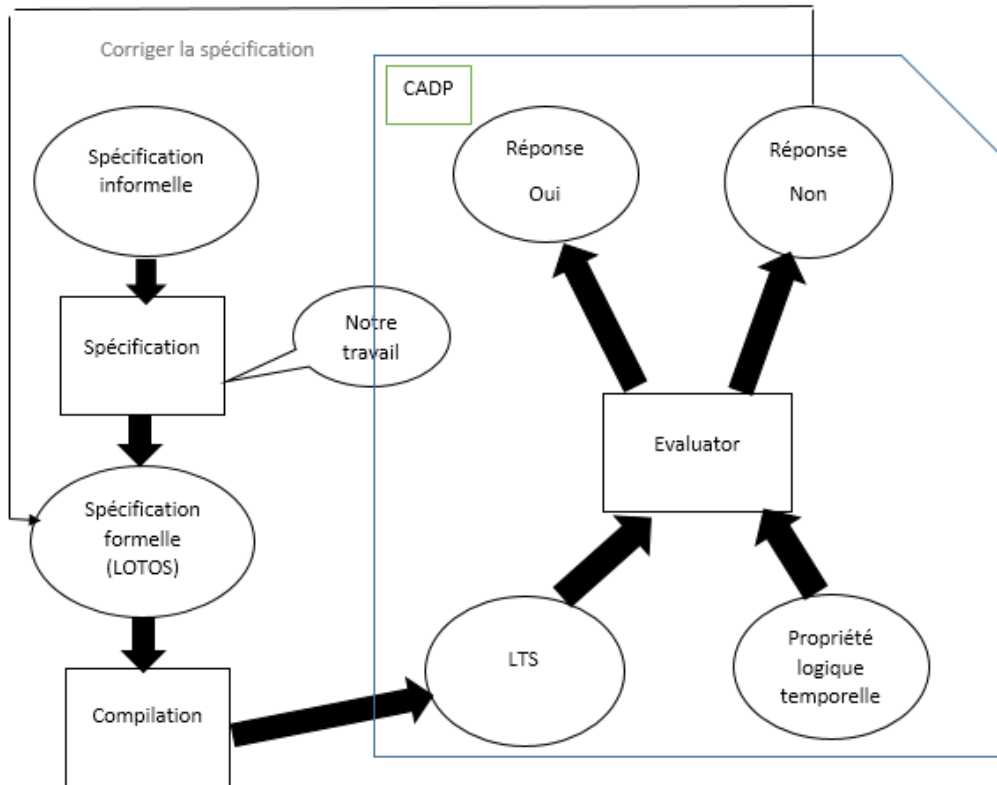 Corriger la spécification
CADP
Spécification
informelle
Réponse
Oui
Réponse
Non
Spécification
Notre
travail
Evaluator
Spécification
formelle
(LOTOS)
LTS
Propriété
logique
temporelle
Compilation